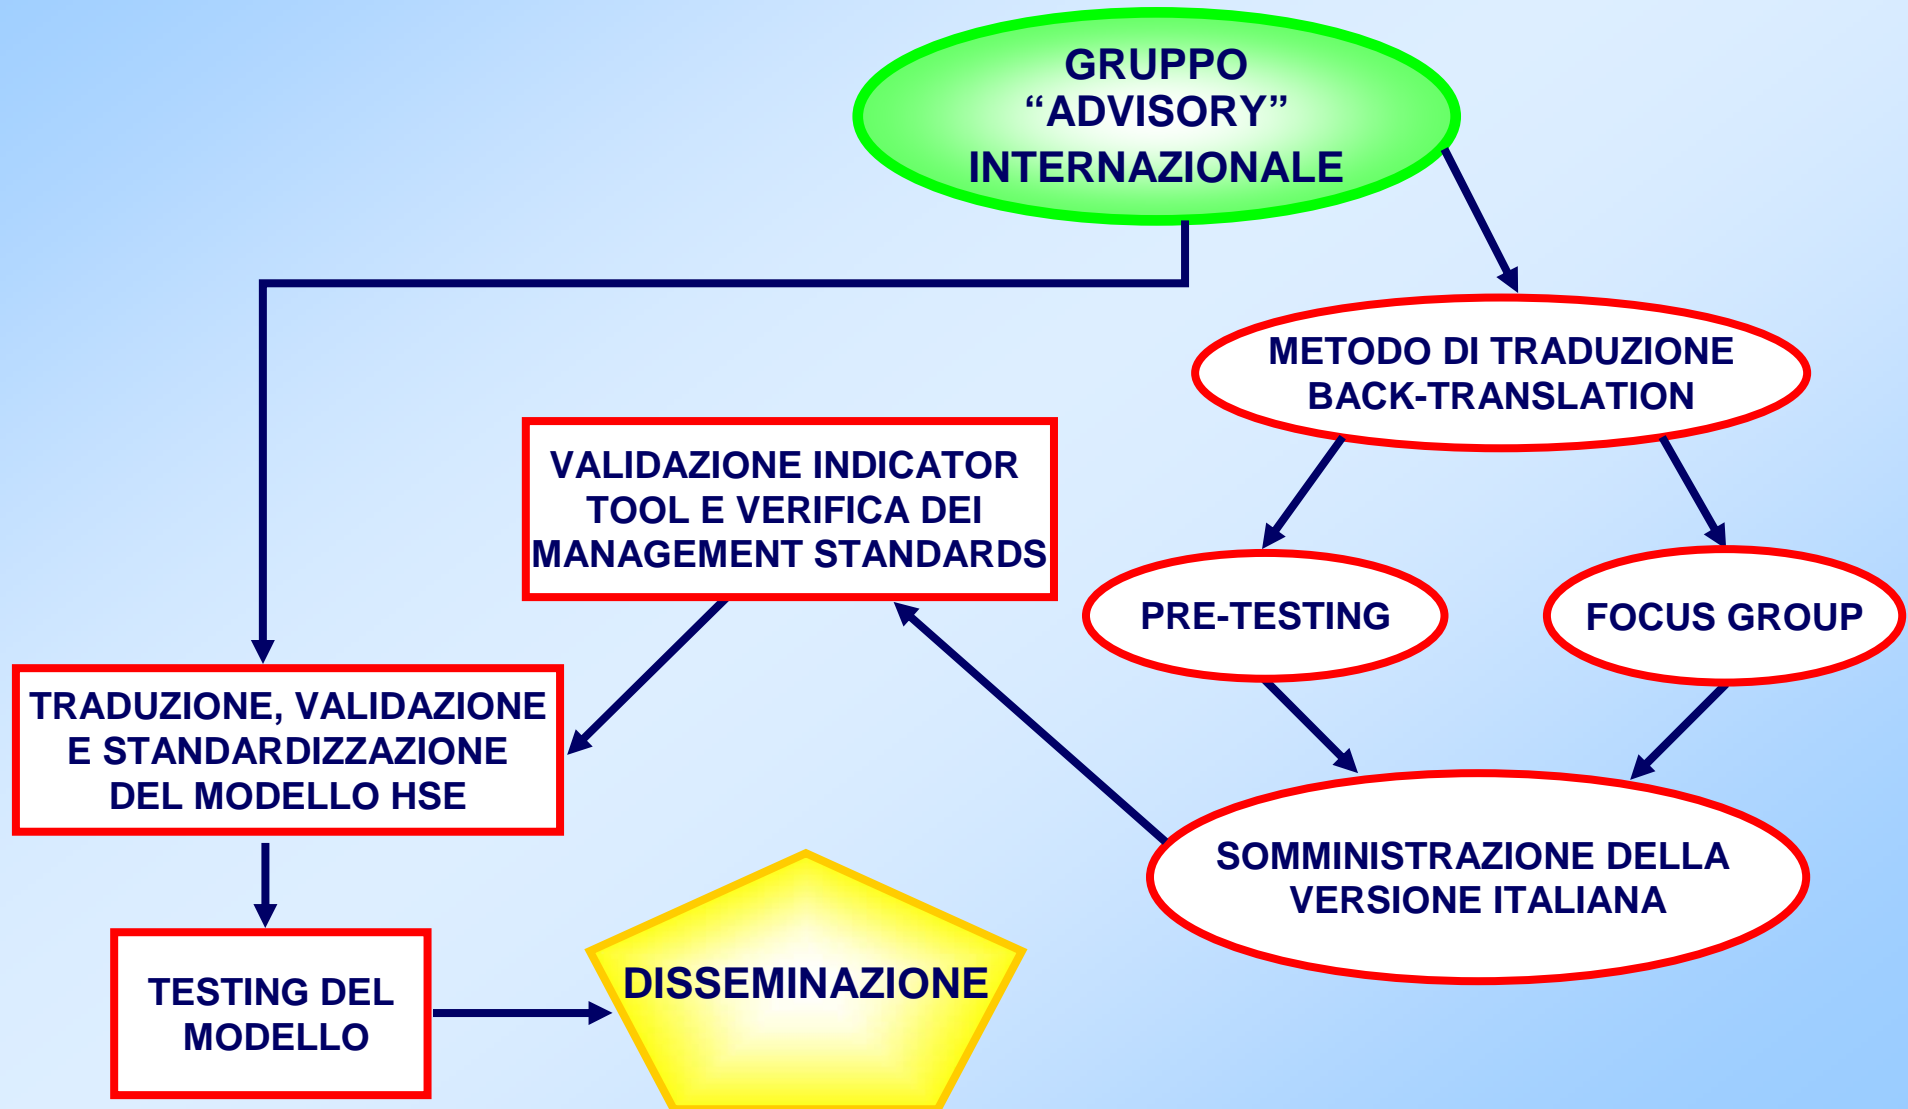 GRUPPO
“ADVISORY”
INTERNAZIONALE
METODO DI TRADUZIONE
BACK-TRANSLATION
VALIDAZIONE INDICATOR
TOOL E VERIFICA DEI
MANAGEMENT STANDARDS
PRE-TESTING
FOCUS GROUP
TRADUZIONE, VALIDAZIONE
E STANDARDIZZAZIONE
DEL MODELLO HSE
SOMMINISTRAZIONE DELLA
VERSIONE ITALIANA
TESTING DEL
MODELLO
DISSEMINAZIONE